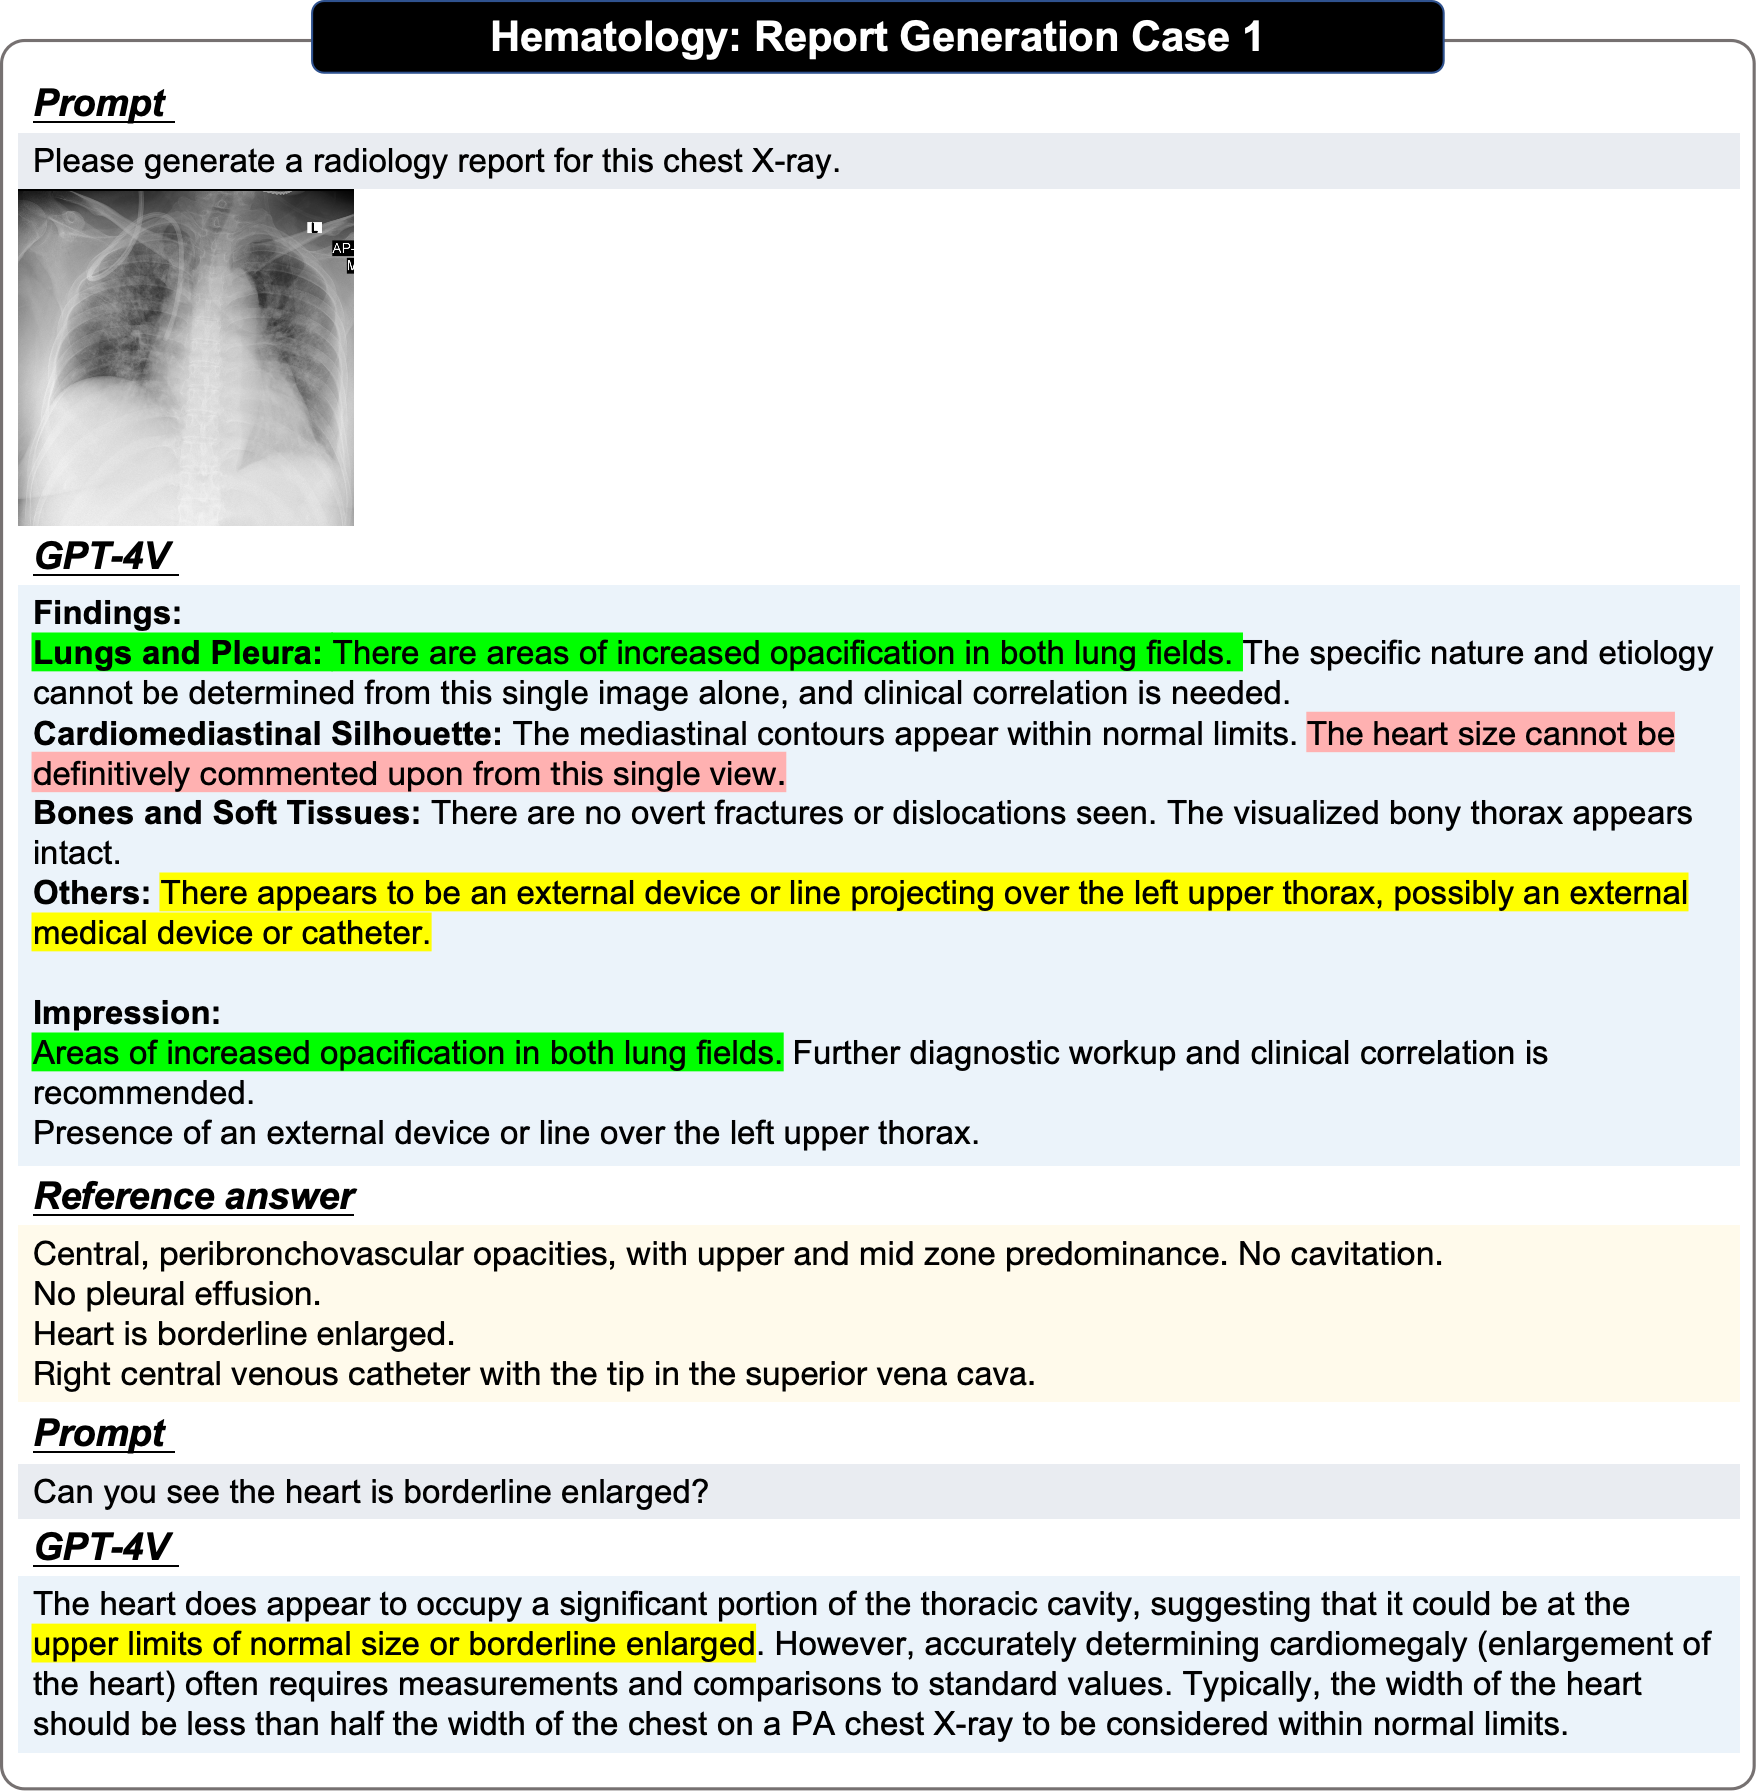 Hematology: Report Generation Case 1
Prompt
Please generate a radiology report for this chest X-ray.
L
AP-
M
GPT-4V
Findings:
Lungs and Pleura: There are areas of increased opacification in both lung fields. The specific nature and etiology
cannot be determined from this single image alone, and clinical correlation is needed.
Cardiomediastinal Silhouette: The mediastinal contours appear within normal limits. The heart size cannot be
definitively commented upon from this single view.
Bones and Soft Tissues: There are no overt fractures or dislocations seen. The visualized bony thorax appears
intact.
Others: There appears to be an external device or line projecting over the left upper thorax, possibly an external
medical device or catheter.
Impression:
Areas of increased opacification in both lung fields. Further diagnostic workup and clinical correlation is
recommended.
Presence of an external device or line over the left upper thorax.
Reference answer
Central, peribronchovascular opacities, with upper and mid zone predominance. No cavitation.
No pleural effusion.
Heart is borderline enlarged.
Right central venous catheter with the tip in the superior vena cava.
Prompt
Can you see the heart is borderline enlarged?
GPT-4V
The heart does appear to occupy a significant portion of the thoracic cavity, suggesting that it could be at the
upper limits of normal size or borderline enlarged. However, accurately determining cardiomegaly (enlargement of
the heart) often requires measurements and comparisons to standard values. Typically, the width of the heart
should be less than half the width of the chest on a PA chest X-ray to be considered within normal limits.